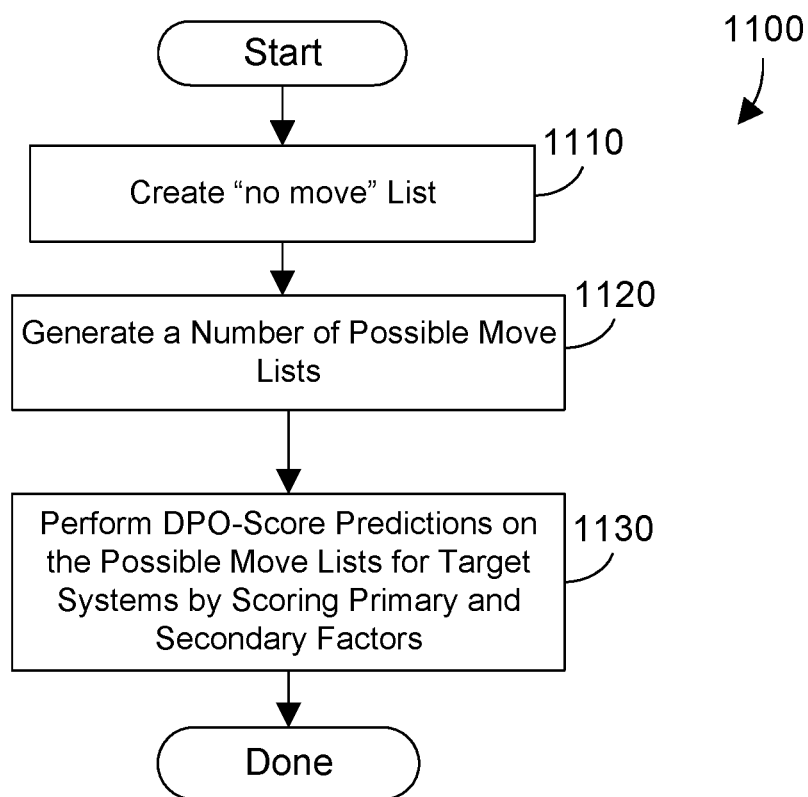 Start
1100
1110
Create “no move” List
1120
Generate a Number of Possible Move
Lists
1130
Perform DPO-Score Predictions on
the Possible Move Lists for Target
Systems by Scoring Primary and
Secondary Factors
Done